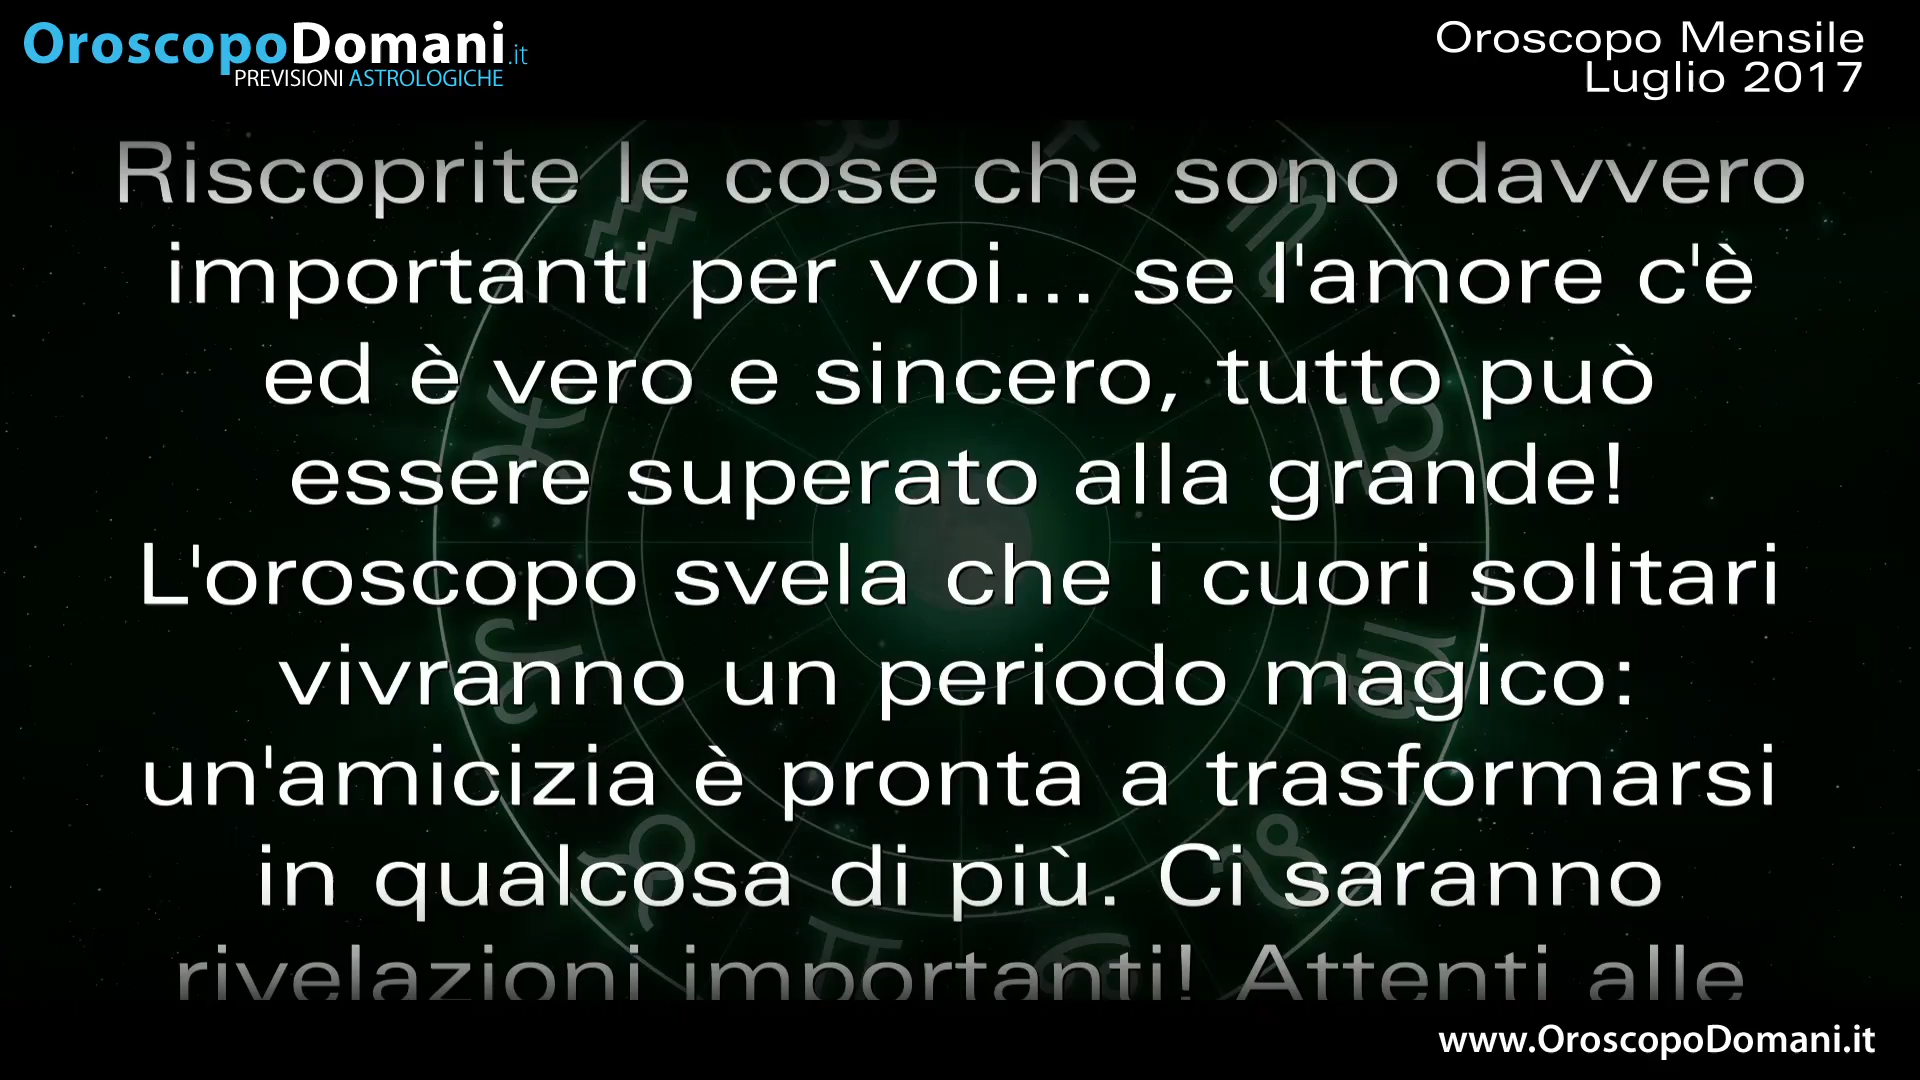 OroscopoDomani.it
PREVISIONI ASTROLOGICHE
Oroscopo Mensile
Luglio 2017
Riscoprite le cose che sono davvero
importanti per voi... se l'amore c'è
ed è vero e sincero, tutto può
essere superato alla grande!
L'oroscopo svela che i cuori solitari
vivranno un periodo magico:
un'amicizia è pronta a trasformarsi
in qualcosa di più. Ci saranno
rivelazioni importanti! Attenti alle
www.OroscopoDomani.it